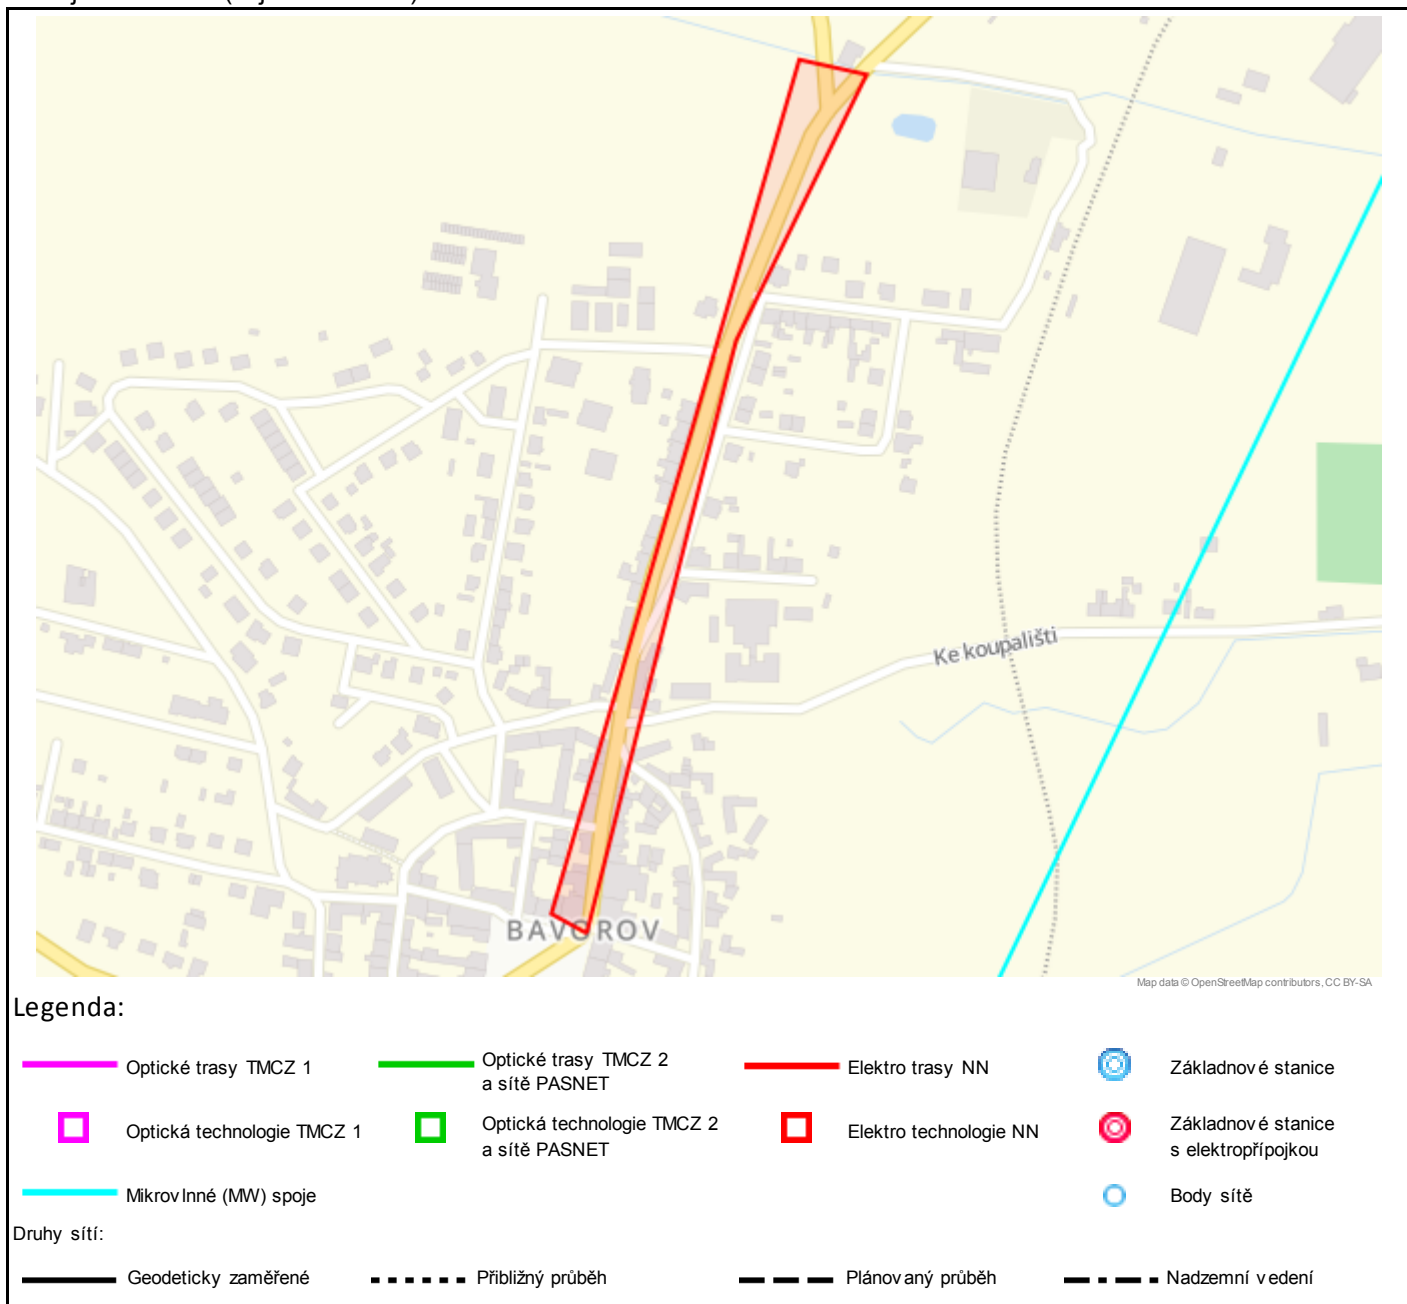 Ke koupališti
BAVOROV
Map data © OpenStreetMap contributors, CC BY-SA
Legenda:
Optické trasy TMCZ 1
Optické trasy TMCZ 2
a sítě PASNET
Elektro trasy NN
Základnové stanice
Optická technologie TMCZ 1
Optická technologie TMCZ 2
a sítě PASNET
Elektro technologie NN
Základnové stanice
s elektropřípojkou
Mikrovlnné (MW) spoje
Body sítě
Druhy sítí:
Geodeticky zaměřené
Přibližný průběh
Plánovaný průběh
Nadzemní vedení